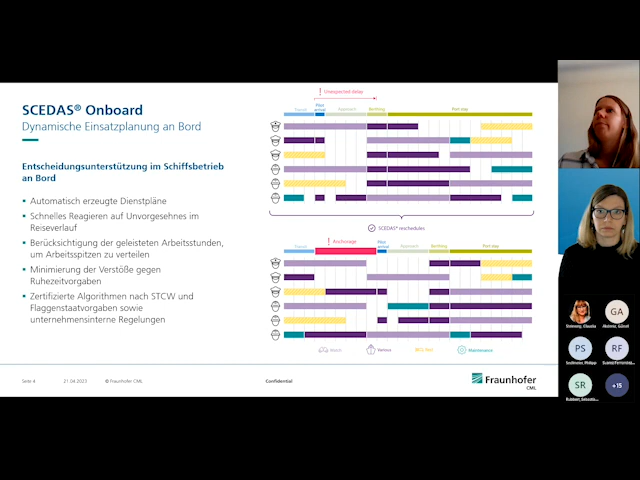 SCEDAS® Onboard
Dynamische Einsatzplanung an Bord
Entscheidungsunterstützung im Schiffsbetrieb
an Bord
Automatisch erzeugte Dienstpläne
Schnelles Reagieren auf Unvorgesehnes im
Reiseverlauf
Berücksichtigung der geleisteten Arbeitsstunden,
um Arbeitsspitzen zu verteilen
Minimierung der Verstöße gegen
Ruhezeitvorgaben
Zertifizierte Algorithmen nach STCW und
Flaggenstaatvorgaben sowie
unternehmensinterne Regelungen
! Unexpected delay
Transit
Pilot
arrival
Approach
Berthing
Port stay
SCEDAS® reschedules
! Anchorage
Transit
Pilot
arrival
Approach
Berthing
Port stay
Watch
Various
Maintenance
Seite 4
21.04.2023
© Fraunhofer CML
Confidential
Fraunhofer
CML
GA
PS
RF
SR
+15